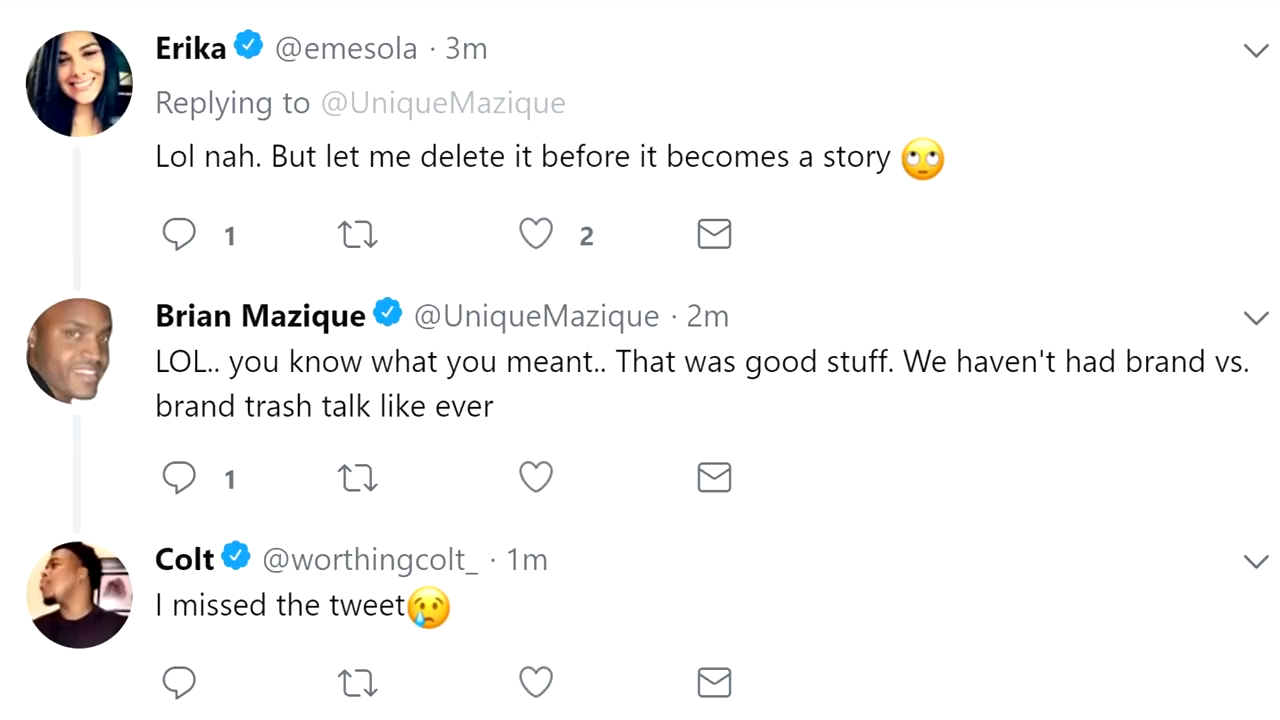 Erika @emesola · 3m
Replying to @UniqueMazique
Lol nah. But let me delete it before it becomes a story 🙄
1 2
Brian Mazique @UniqueMazique · 2m
LOL.. you know what you meant.. That was good stuff. We haven't had brand vs.
brand trash talk like ever
1
Colt @worthingcolt_ · 1m
I missed the tweet😢